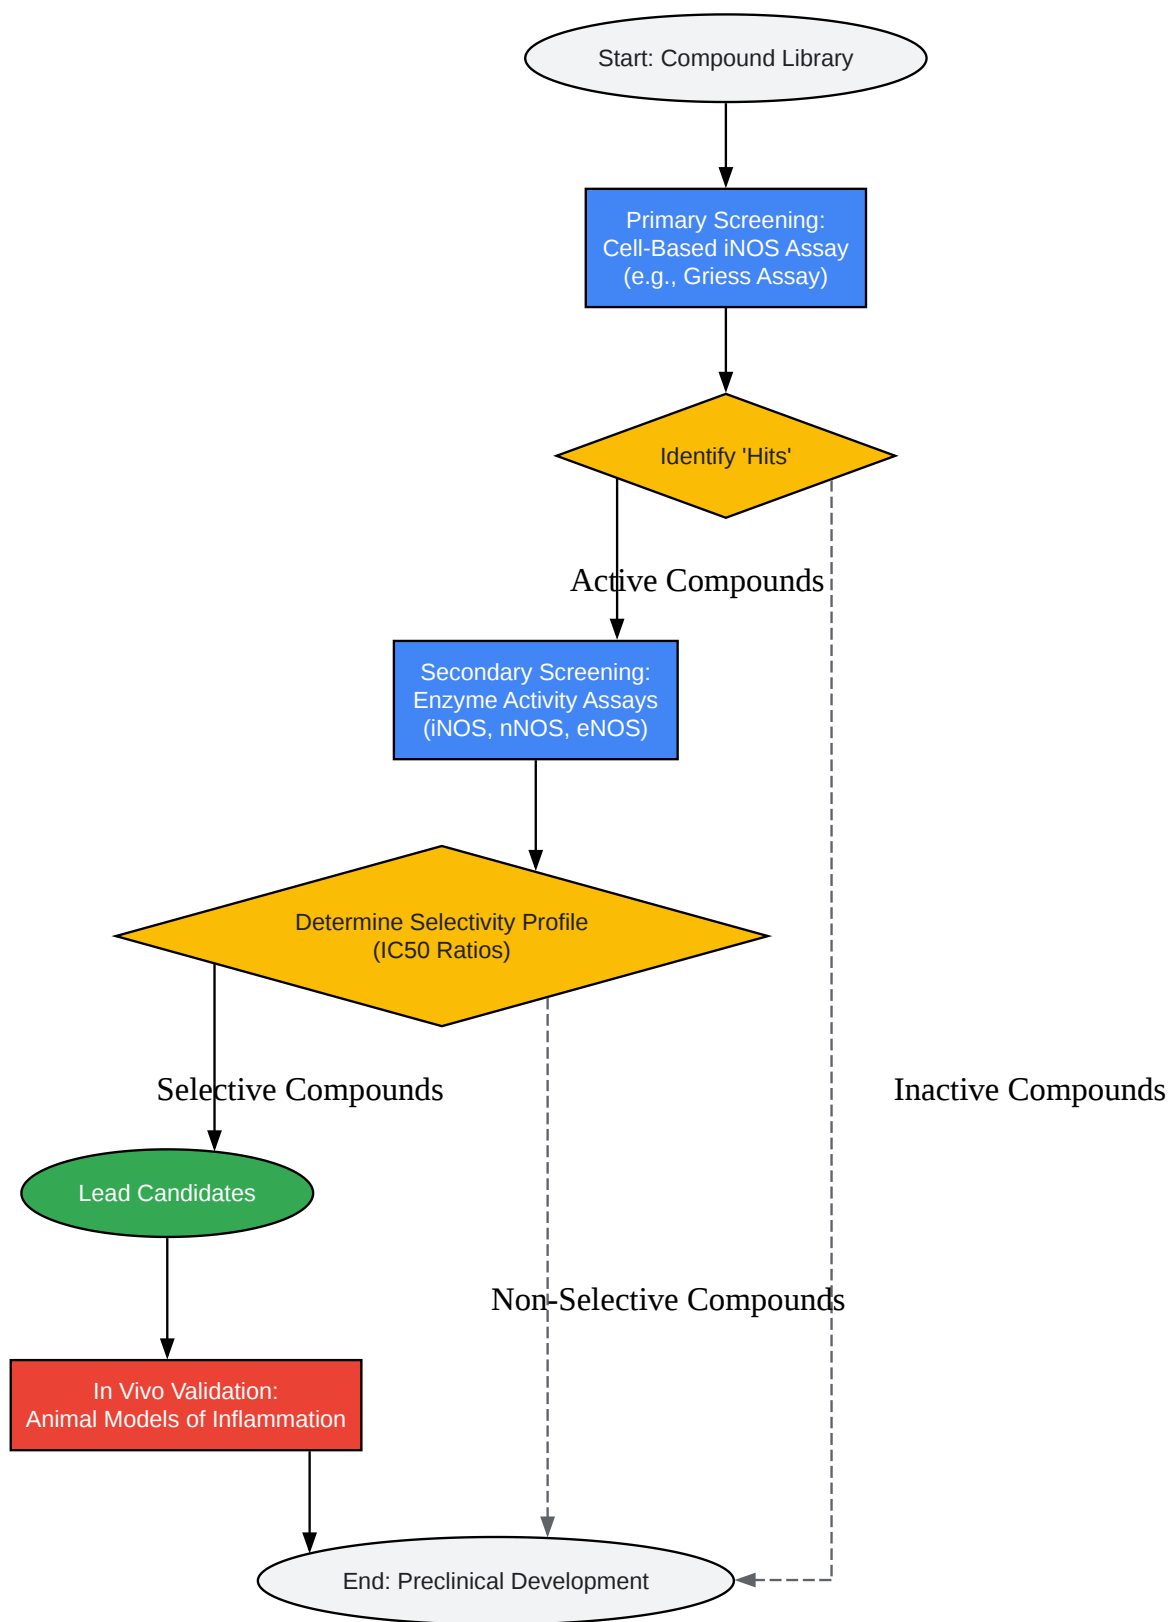 Start: Compound Library
Primary Screening:
Cell-Based iNOS Assay
(e.g., Griess Assay)
Identify 'Hits'
Active Compounds
Secondary Screening:
Enzyme Activity Assays
(iNOS, nNOS, eNOS)
Determine Selectivity Profile
(IC50 Ratios)
Selective Compounds
Inactive Compounds
Lead Candidates
Non-Selective Compounds
In Vivo Validation:
Animal Models of Inflammation
End: Preclinical Development